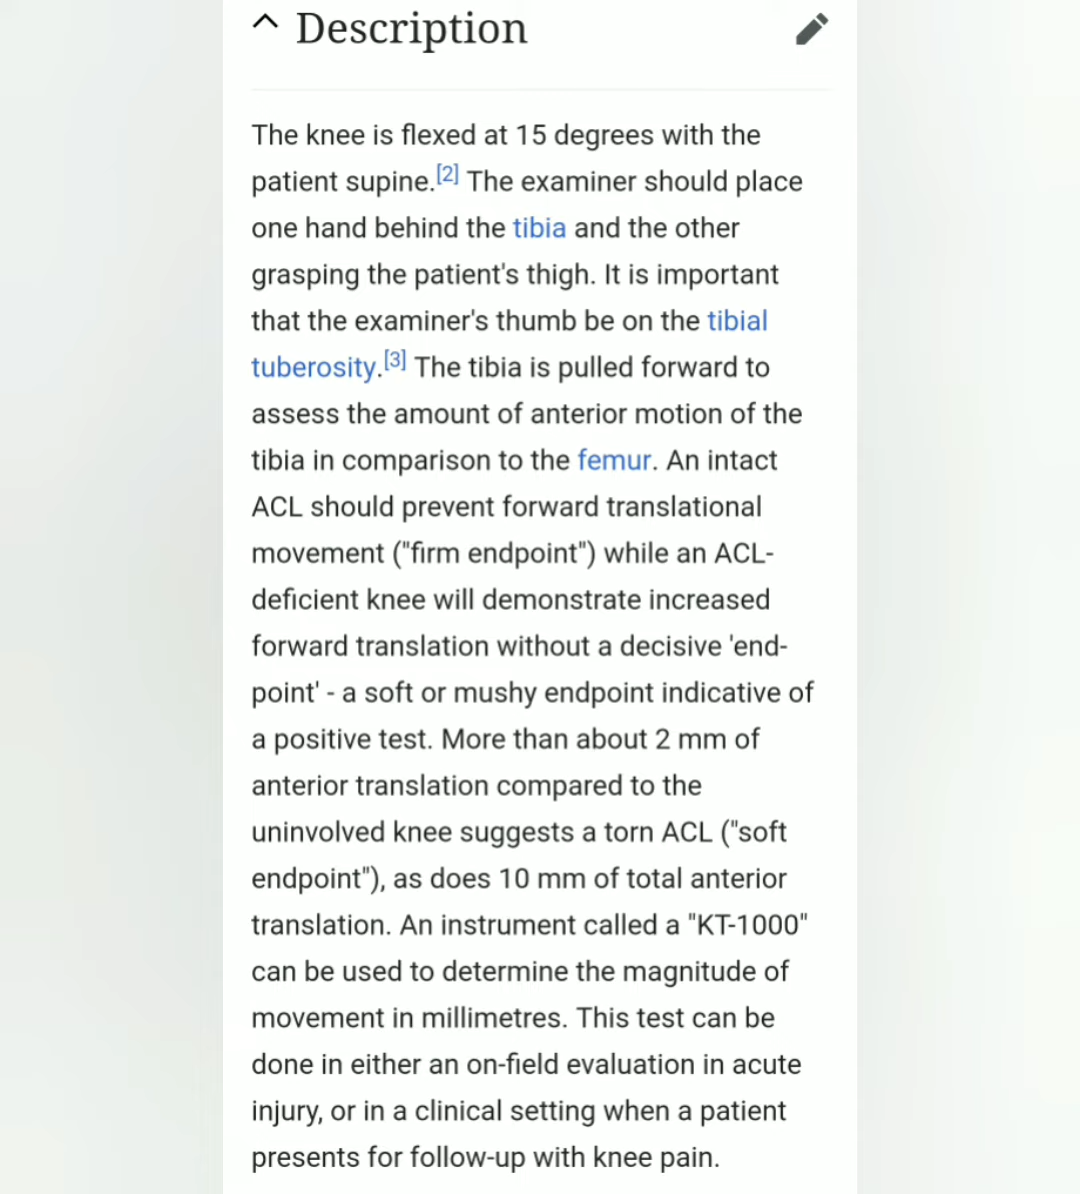 Description
The knee is flexed at 15 degrees with the
patient supine.[2] The examiner should place
one hand behind the tibia and the other
grasping the patient's thigh. It is important
that the examiner's thumb be on the tibial
tuberosity.[3] The tibia is pulled forward to
assess the amount of anterior motion of the
tibia in comparison to the femur. An intact
ACL should prevent forward translational
movement ("firm endpoint") while an ACL-
deficient knee will demonstrate increased
forward translation without a decisive 'end-
point' - a soft or mushy endpoint indicative of
a positive test. More than about 2 mm of
anterior translation compared to the
uninvolved knee suggests a torn ACL ("soft
endpoint"), as does 10 mm of total anterior
translation. An instrument called a "KT-1000"
can be used to determine the magnitude of
movement in millimetres. This test can be
done in either an on-field evaluation in acute
injury, or in a clinical setting when a patient
presents for follow-up with knee pain.